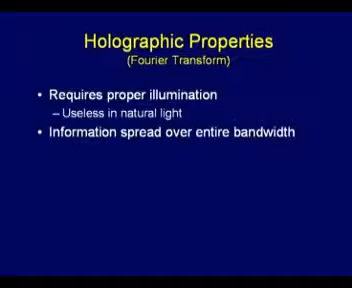 Holographic Properties
(Fourier Transform)
• Requires proper illumination
– Useless in natural light
• Information spread over entire bandwidth